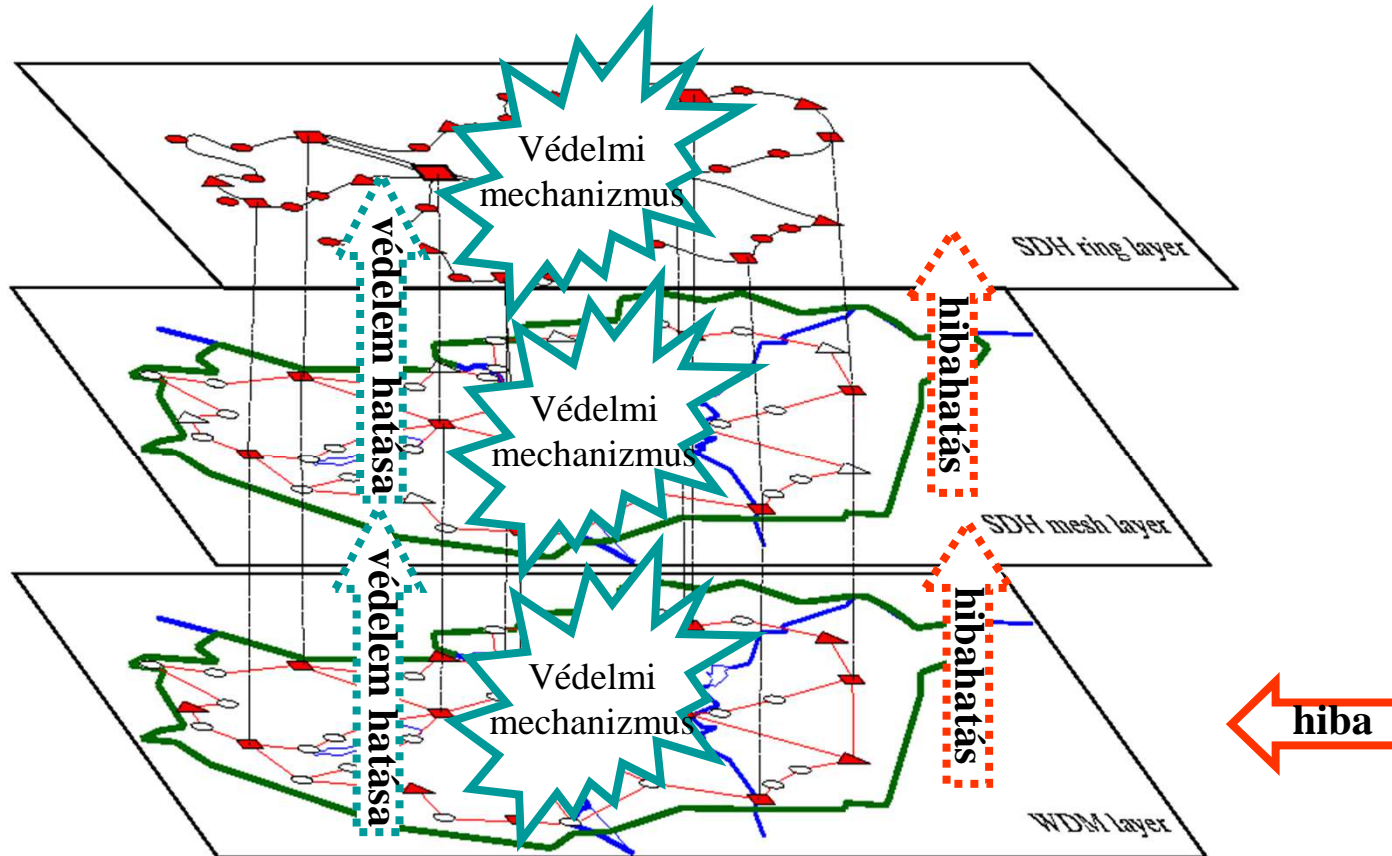 Védelmi
mechanizmus
védelem hatása
hibahatás
SDH ring layer
Védelmi
mechanizmus
védelem hatása
hibahatás
SDH mesh layer
Védelmi
mechanizmus
hiba
WDM layer